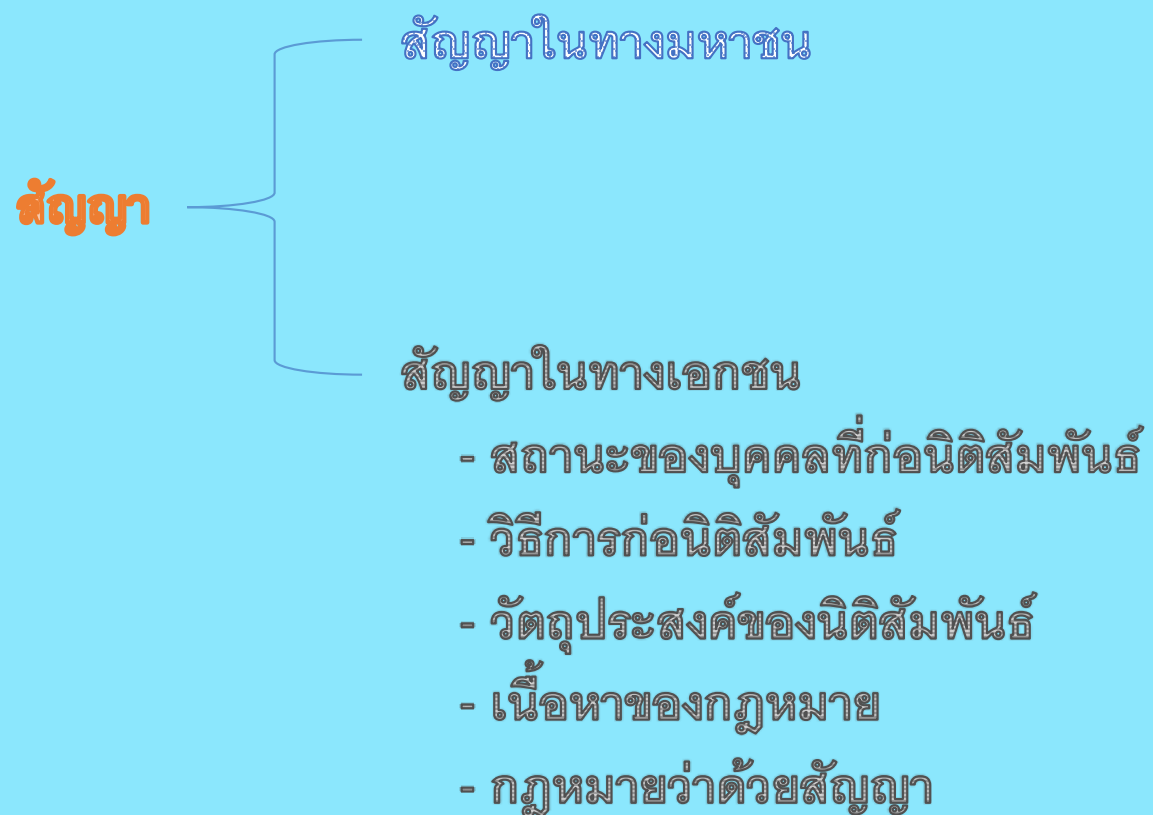 สัญญาในทางมหาชน
สัญญา
สัญญาในทางเอกชน
- สถานะของบุคคลที่ก่อนิติสัมพันธ์
- วิธีการก่อนิติสัมพันธ์
- วัตถุประสงค์ของนิติสัมพันธ์
- เนื้อหาของกฎหมาย
- กฎหมายว่าด้วยสัญญา